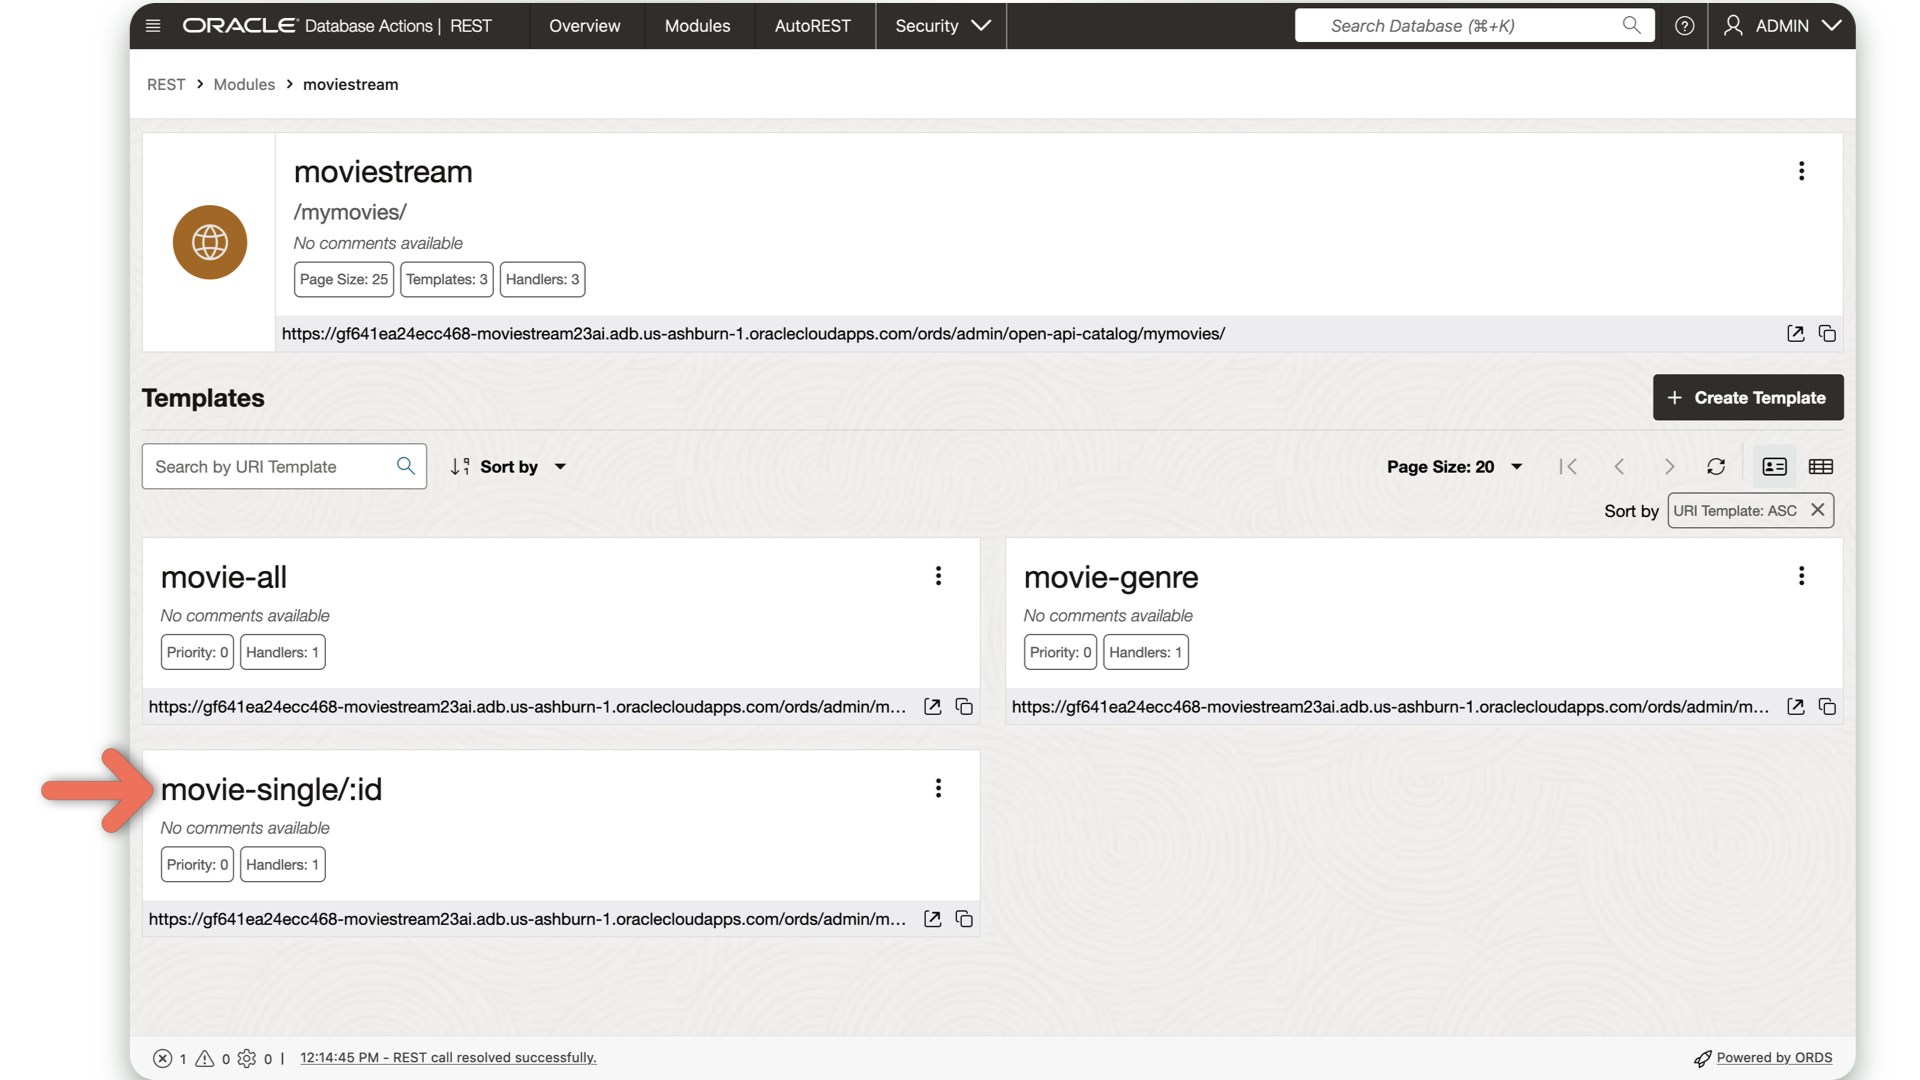 ORACLE Database Actions | REST Overview Modules AutoREST Security Search Database (⌘+K) ADMIN
REST > Modules > moviestream
moviestream
/mymovies/
No comments available
Page Size: 25 Templates: 3 Handlers: 3
https://gf641ea24ecc468-moviestream23ai.adb.us-ashburn-1.oraclecloudapps.com/ords/admin/open-api-catalog/mymovies/
Templates
+ Create Template
Search by URI Template Sort by Page Size: 20
Sort by URI Template: ASC
movie-all
No comments available
Priority: 0 Handlers: 1
https://gf641ea24ecc468-moviestream23ai.adb.us-ashburn-1.oraclecloudapps.com/ords/admin/m...
movie-genre
No comments available
Priority: 0 Handlers: 1
https://gf641ea24ecc468-moviestream23ai.adb.us-ashburn-1.oraclecloudapps.com/ords/admin/m...
movie-single/:id
No comments available
Priority: 0 Handlers: 1
https://gf641ea24ecc468-moviestream23ai.adb.us-ashburn-1.oraclecloudapps.com/ords/admin/m...
1 0 0 | 12:14:45 PM - REST call resolved successfully. Powered by ORDS